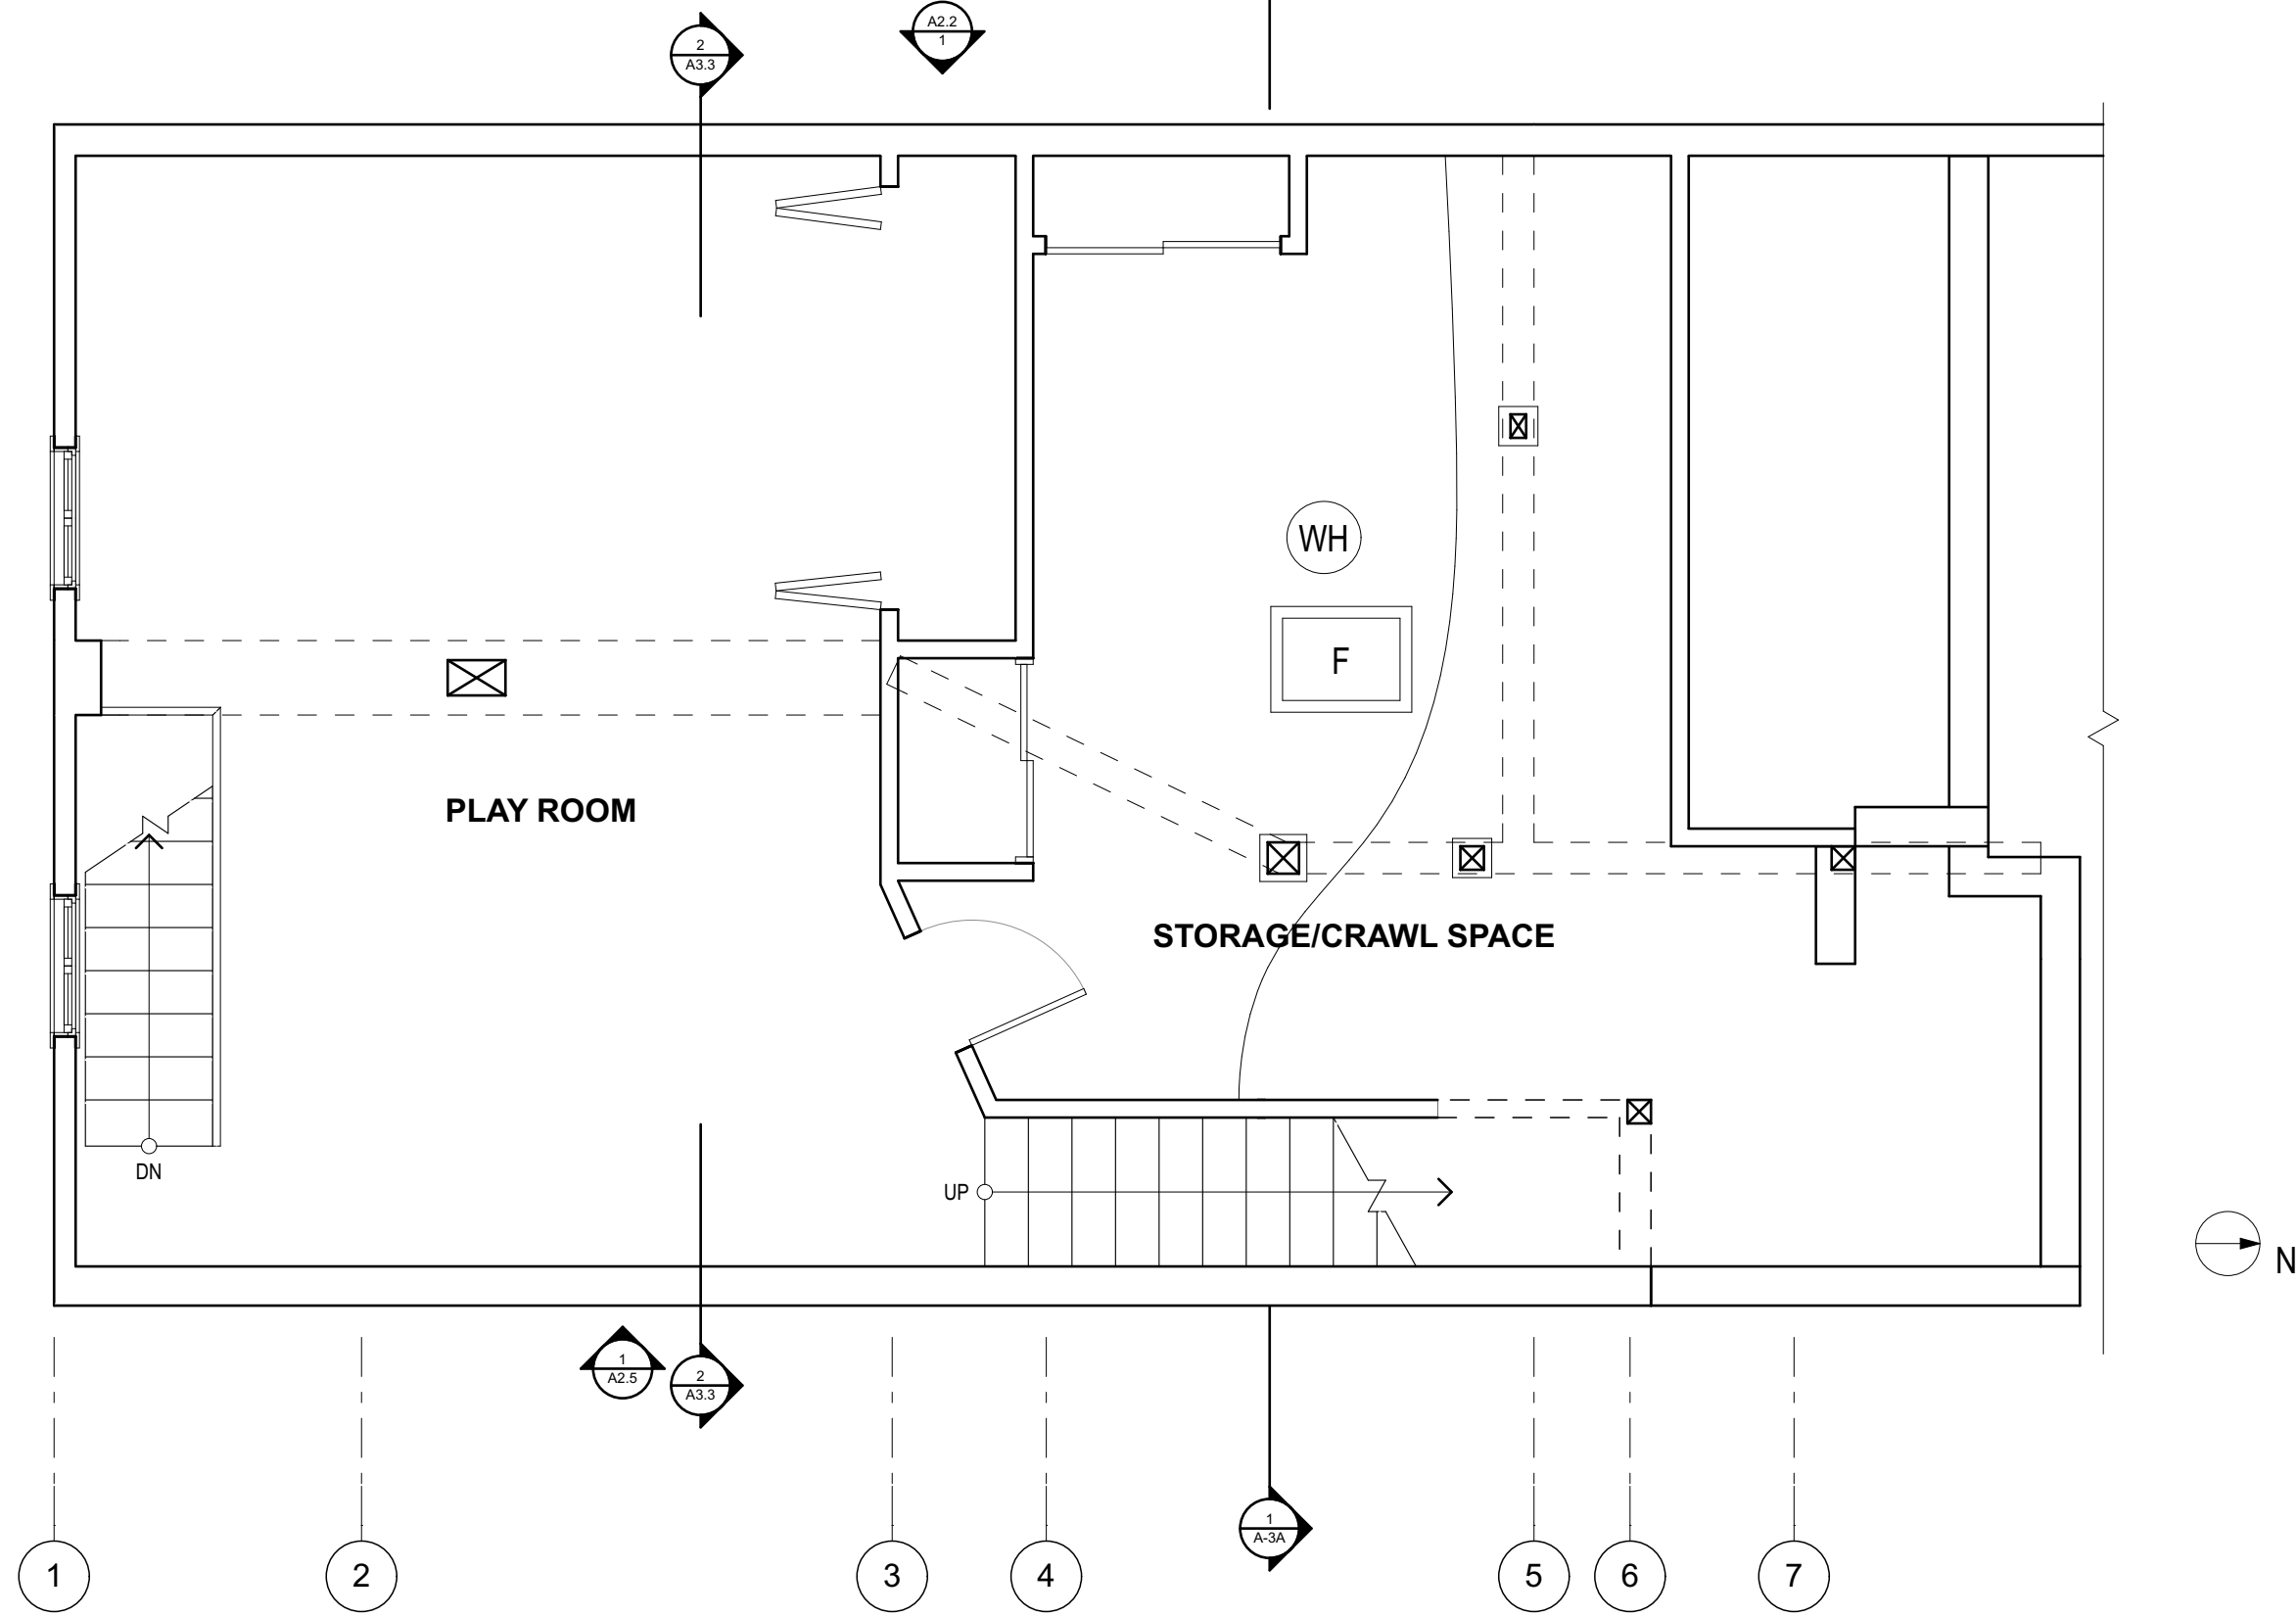 A2.2
1
2
A3.3
WH
F
PLAY ROOM
STORAGE/CRAWL SPACE
DN
UP
N
1
A2.5
2
A3.3
1
A-3A
1
2
3
4
5
6
7